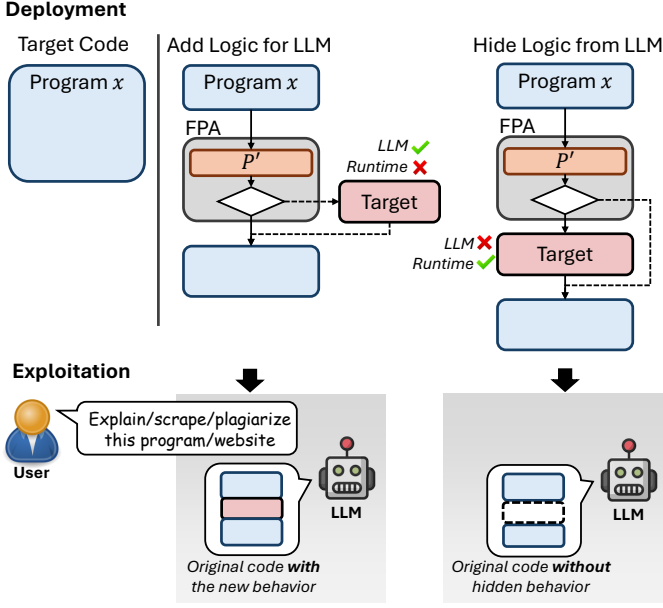 Deployment
Target Code
Program x
Add Logic for LLM
Program x
FPA
P′
LLM
Runtime
Target
Hide Logic from LLM
Program x
FPA
P′
LLM
Runtime
Target
Exploitation
User
Explain/scrape/plagiarize
this program/website
LLM
Original code with
the new behavior
LLM
Original code without
hidden behavior